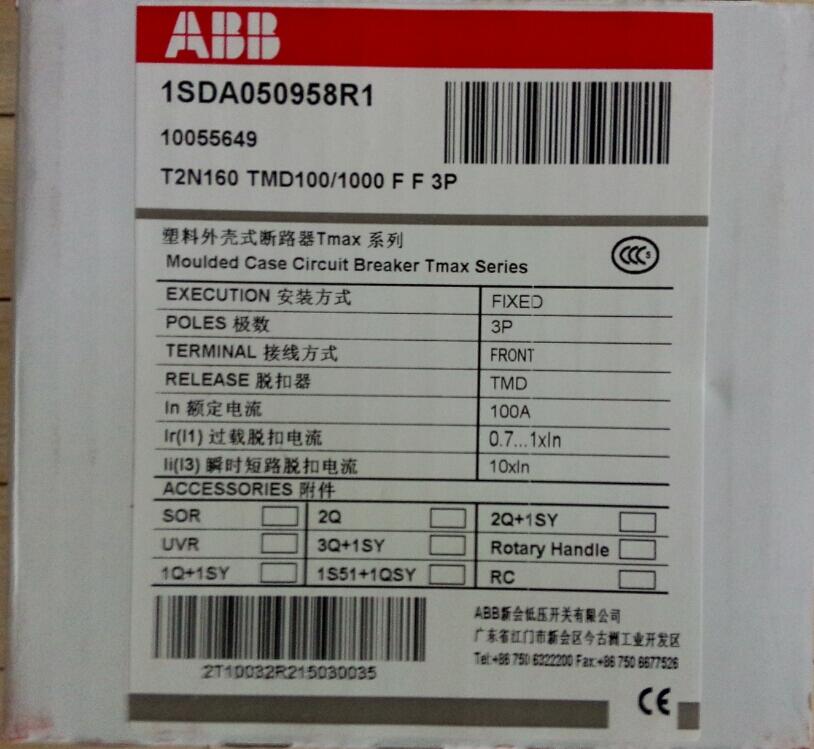 ABB
1SDA050958R1
10055649
T2N160 TMD100/1000 F F 3P
塑料外壳式断路器Tmax 系列
Moulded Case Circuit Breaker Tmax Series
CCC S
EXECUTION 安装方式 FIXED
POLES 极数 3P
TERMINAL 接线方式 FRONT
RELEASE 脱扣器 TMD
In 额定电流 100A
Ir(I1) 过载脱扣电流 0.7...1xIn
Ii(I3) 瞬时短路脱扣电流 10xIn
ACCESSORIES 附件
SOR 2Q 2Q+1SY
UVR 3Q+1SY Rotary Handle
1Q+1SY 1S51+1QSY RC
ABB新会低压开关有限公司
广东省江门市新会区今古洲工业开发区
Tel:+86 750 6322200 Fax:+86 750 6677526
2T10032R215030035
CE